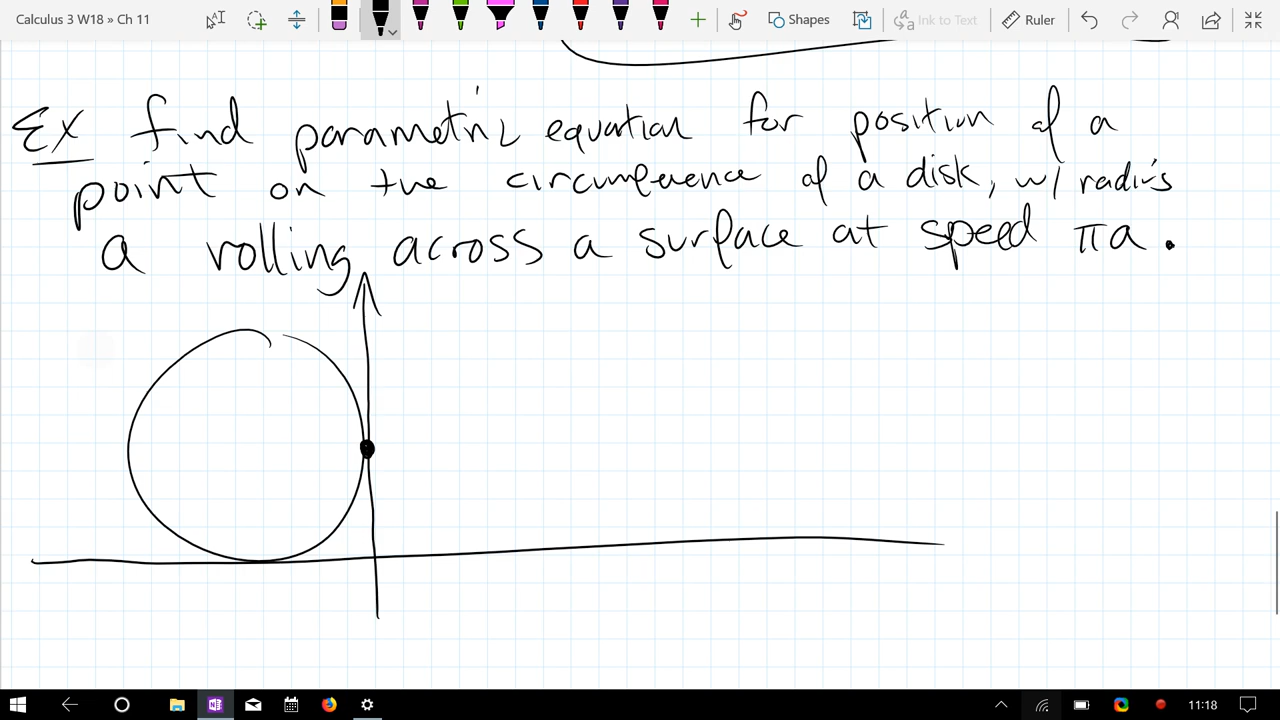 Calculus 3 W18 » Ch 11
Shapes
Ink to Text
Ruler
Ex find parametric equation for position of a
point on the circumference of a disk, w/ radius
a rolling across a surface at speed πa.
11:18